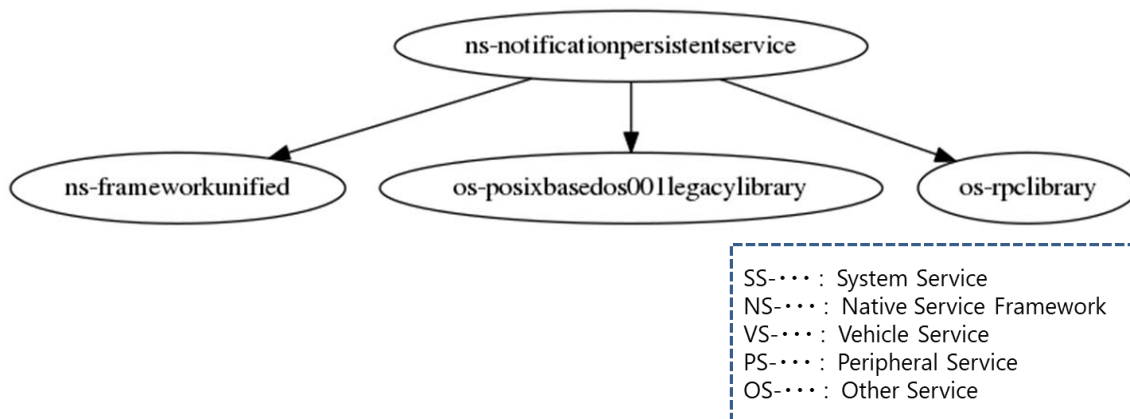 ns-notificationpersistentservice
ns-frameworkunified
os-posixbasedos001legacylibrary
os-rpclibrary
SS-･･･ : System Service
NS-･･･ : Native Service Framework
VS-･･･ : Vehicle Service
PS-･･･ : Peripheral Service
OS-･･･ : Other Service